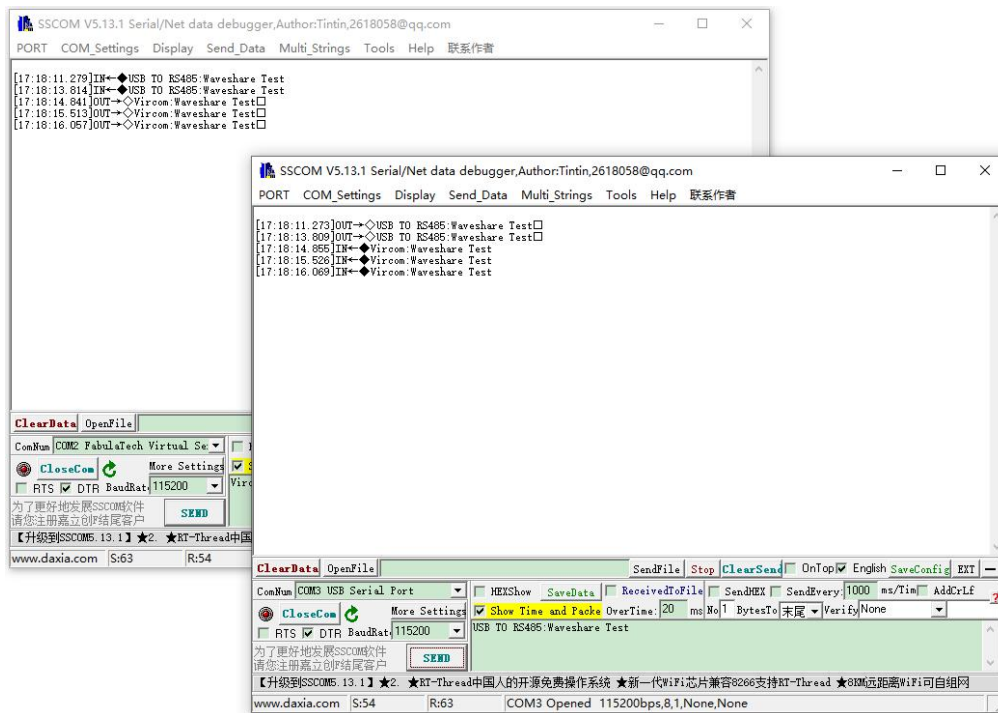 SSCOM V5.13.1 Serial/Net data debugger,Author:Tintin,2618058@qq.com
PORT COM_Settings Display Send_Data Multi_Strings Tools Help 联系作者
[17:18:11.279]IN←◆USB TO RS485:Waveshare Test
[17:18:13.814]IN←◆USB TO RS485:Waveshare Test
[17:18:14.841]OUT→◇Vircom:Waveshare Test□
[17:18:15.513]OUT→◇Vircom:Waveshare Test□
[17:18:16.057]OUT→◇Vircom:Waveshare Test□
ClearData OpenFile
ComNum COM2 FabulaTech Virtual Se
CloseCom More Settings
RTS DTR BaudRat 115200
为了更好地发展SSCOM软件
请您注册嘉立创F结尾客户
SEND
【升级到SSCOM5.13.1】★2. ★RT-Thread中国
www.daxia.com S:63 R:54
SSCOM V5.13.1 Serial/Net data debugger,Author:Tintin,2618058@qq.com
PORT COM_Settings Display Send_Data Multi_Strings Tools Help 联系作者
[17:18:11.273]OUT→◇USB TO RS485:Waveshare Test□
[17:18:13.809]OUT→◇USB TO RS485:Waveshare Test□
[17:18:14.855]IN←◆Vircom:Waveshare Test
[17:18:15.526]IN←◆Vircom:Waveshare Test
[17:18:16.069]IN←◆Vircom:Waveshare Test
ClearData OpenFile SendFile Stop ClearSend OnTop English SaveConfig EXT —
ComNum COM3 USB Serial Port HEXShow SaveData ReceivedToFile SendHEX SendEvery: 1000 ms/Tim AddCrLf
CloseCom More Settings Show Time and Packe OverTime: 20 ms No 1 BytesTo 末尾 Verify None
RTS DTR BaudRat 115200 USB TO RS485:Waveshare Test
为了更好地发展SSCOM软件
请您注册嘉立创F结尾客户
SEND
【升级到SSCOM5.13.1】★2. ★RT-Thread中国人的开源免费操作系统 ★新一代WiFi芯片兼容8266支持RT-Thread ★8KM远距离WiFi可自组网
www.daxia.com S:54 R:63 COM3 Opened 115200bps,8,1,None,None